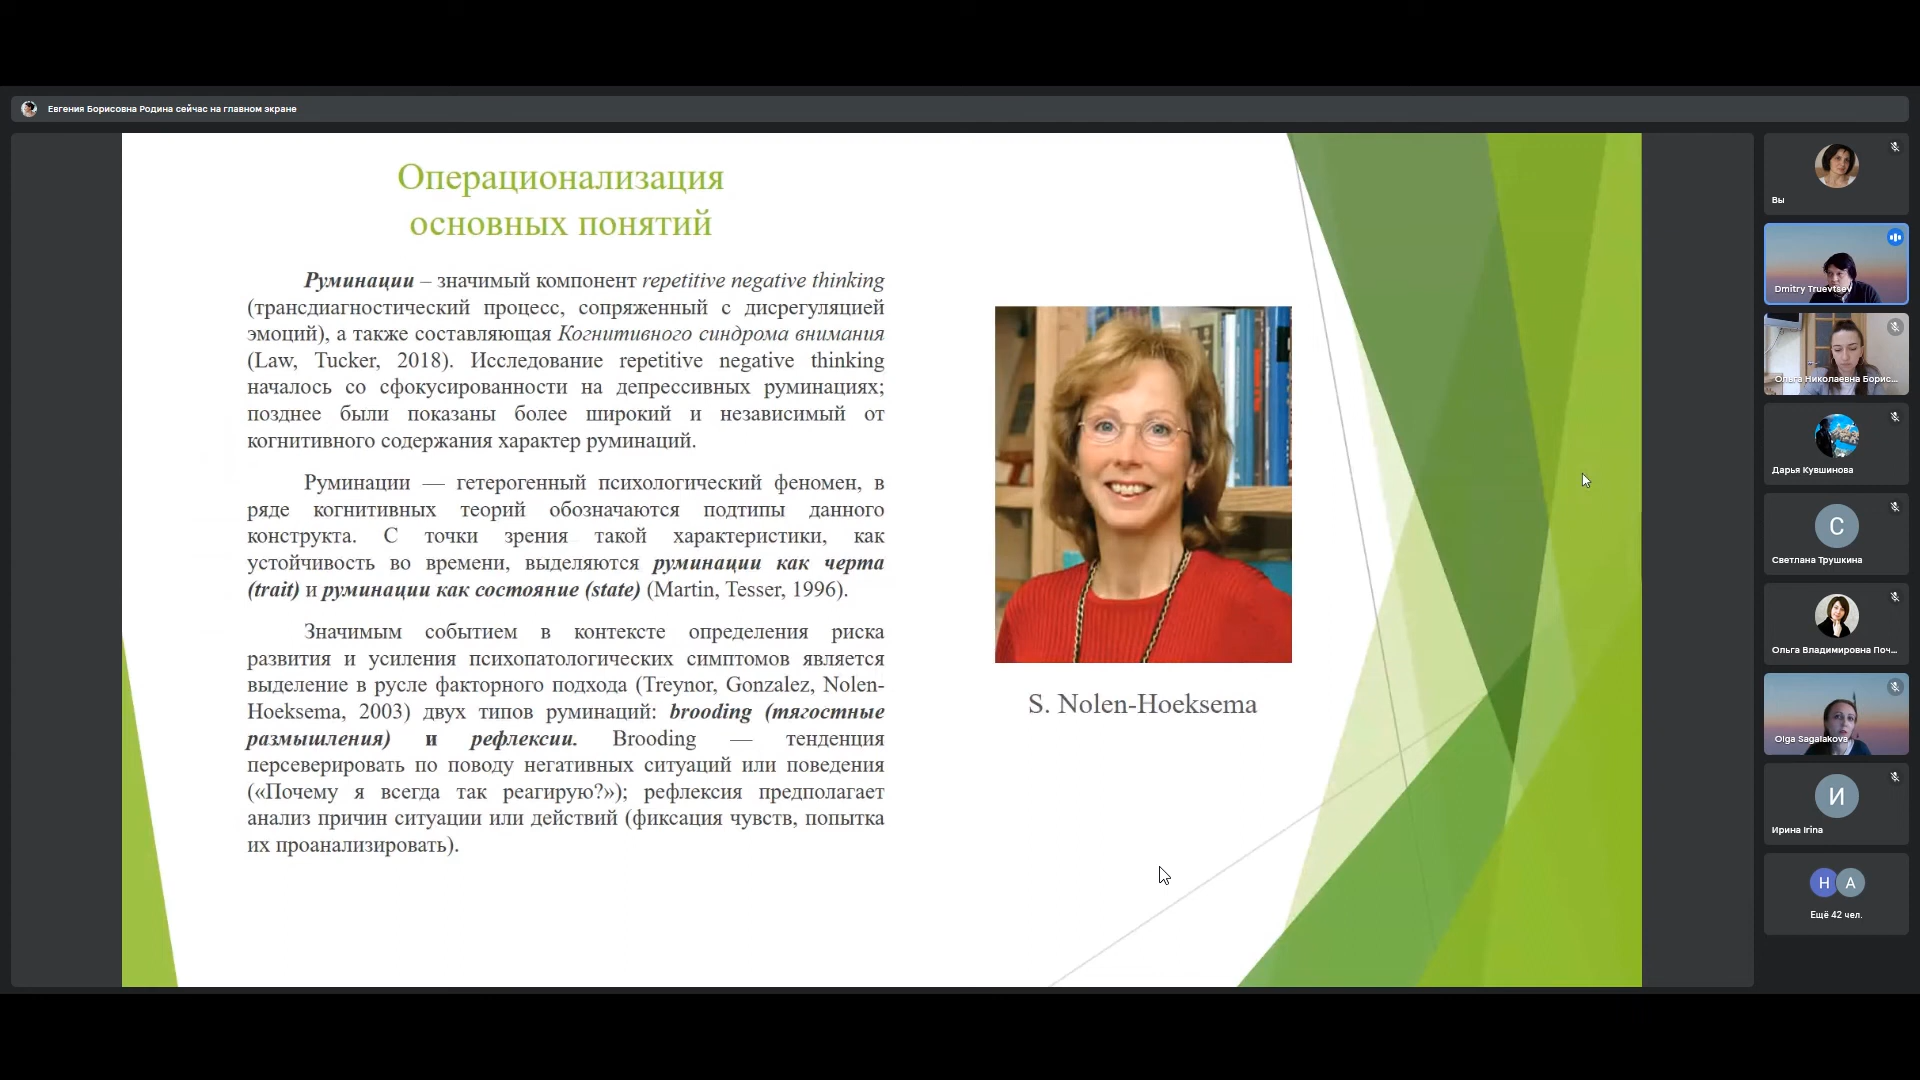 Евгения Борисовна Родина сейчас на главном экране
Операционализация
основных понятий
Руминации – значимый компонент repetitive negative thinking
(трансдиагностический процесс, сопряженный с дисрегуляцией
эмоций), а также составляющая Когнитивного синдрома внимания
(Law, Tucker, 2018). Исследование repetitive negative thinking
началось со сфокусированности на депрессивных руминациях;
позднее были показаны более широкий и независимый от
когнитивного содержания характер руминаций.
Руминации — гетерогенный психологический феномен, в
ряде когнитивных теорий обозначаются подтипы данного
конструкта. С точки зрения такой характеристики, как
устойчивость во времени, выделяются руминации как черта
(trait) и руминации как состояние (state) (Martin, Tesser, 1996).
Значимым событием в контексте определения риска
развития и усиления психопатологических симптомов является
выделение в русле факторного подхода (Treynor, Gonzalez, Nolen-
Hoeksema, 2003) двух типов руминаций: brooding (тягостные
размышления) и рефлексии. Brooding — тенденция
персеверировать по поводу негативных ситуаций или поведения
(«Почему я всегда так реагирую?»); рефлексия предполагает
анализ причин ситуации или действий (фиксация чувств, попытка
их проанализировать).
S. Nolen-Hoeksema
Вы
Dmitry Truevtsev
Ольга Николаевна Борис...
Дарья Кувшинова
С
Светлана Трушкина
Ольга Владимировна Поч...
Olga Sagalakova
И
Ирина Irina
Н А
Ещё 42 чел.